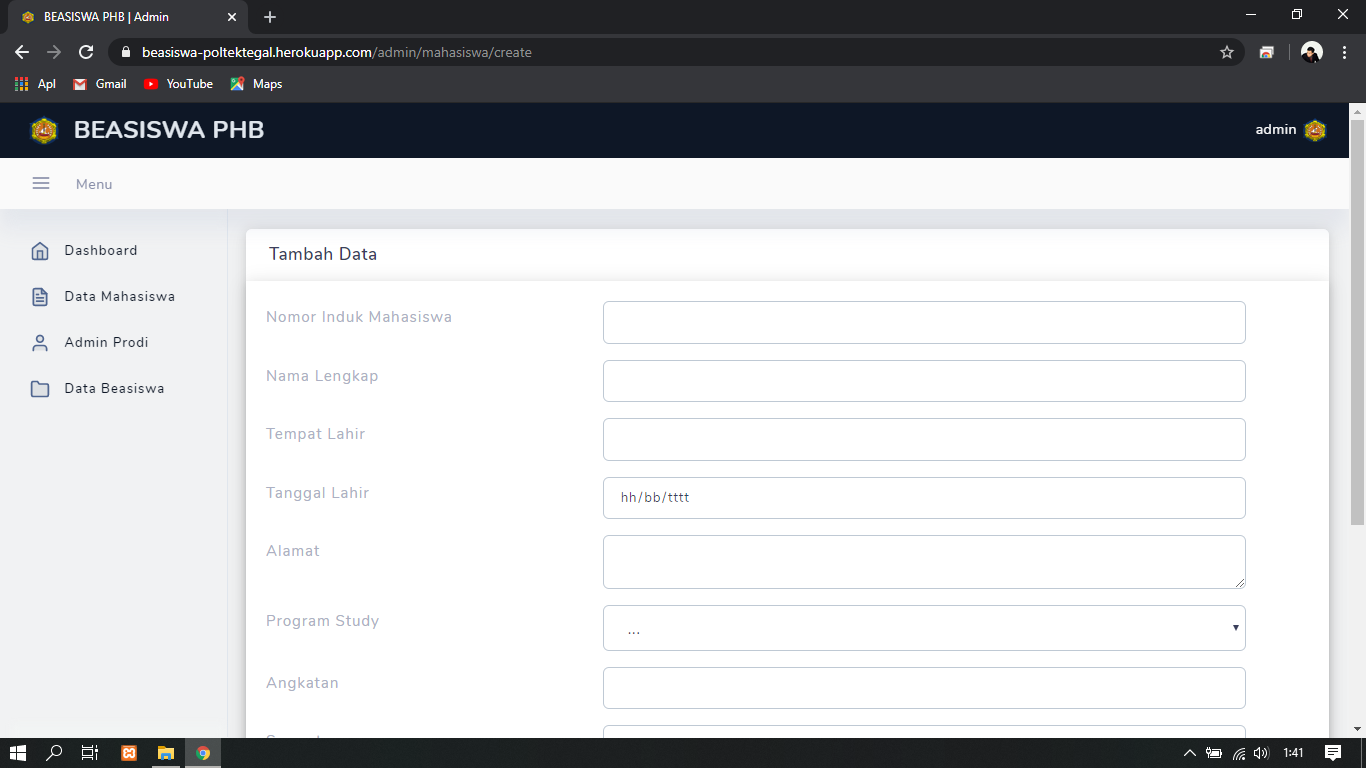 BEASISWA PHB | Admin
beasiswa-poltektegal.herokuapp.com/admin/mahasiswa/create
Apl Gmail YouTube Maps
BEASISWA PHB
admin
Menu
Dashboard
Data Mahasiswa
Admin Prodi
Data Beasiswa
Tambah Data
Nomor Induk Mahasiswa
Nama Lengkap
Tempat Lahir
Tanggal Lahir hh/bb/tttt
Alamat
Program Study ...
Angkatan
1:41